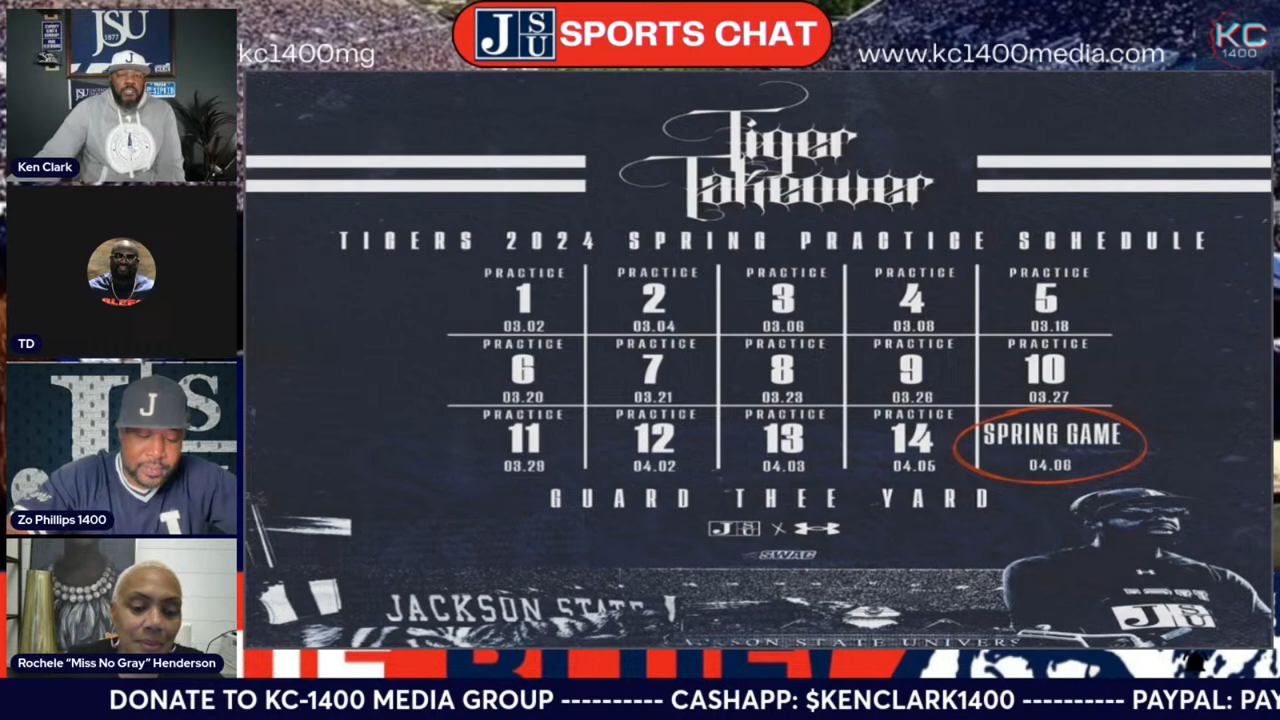 kc1400mg
JSU SPORTS CHAT
www.kc1400media.com
KC
1400
JSU
1877
J
Ken Clark
TD
J
Zo Phillips 1400
Rochele “Miss No Gray” Henderson
Tiger
Takeover
TIGERS 2024 SPRING PRACTICE SCHEDULE
PRACTICE PRACTICE PRACTICE PRACTICE PRACTICE
1 2 3 4 5
03.02 03.04 03.06 03.08 03.18
PRACTICE PRACTICE PRACTICE PRACTICE PRACTICE
6 7 8 9 10
03.20 03.21 03.23 03.26 03.27
PRACTICE PRACTICE PRACTICE PRACTICE
11 12 13 14 SPRING GAME
03.29 04.02 04.03 04.05 04.06
GUARD THEE YARD
JSU X
SWAC
JACKSON STATE
JSU
DONATE TO KC-1400 MEDIA GROUP ---------- CASHAPP: $KENCLARK1400 ---------- PAYPAL: PAY